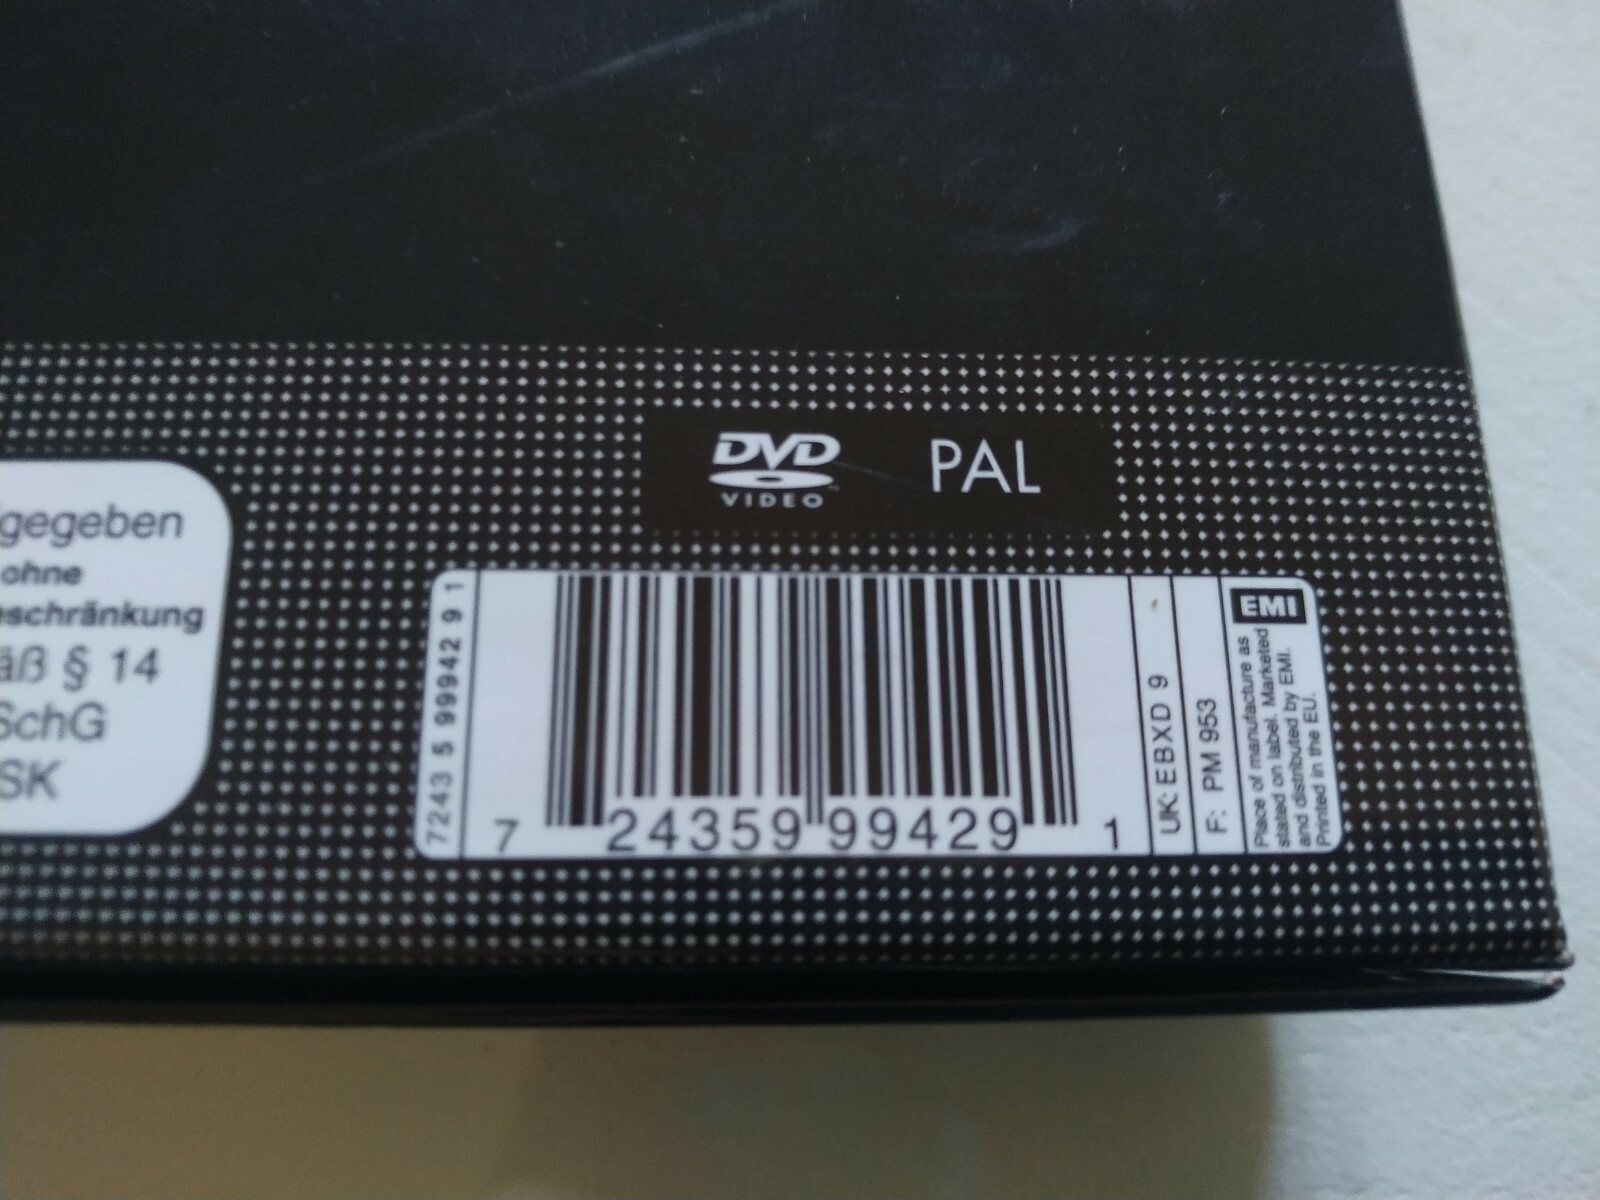 DVD
VIDEO
PAL
gegeben
ohne
eschränkung
äß § 14
SchG
SK
7243 5 99942 9 1
7 24359 99429 1
UK: EBXD 9
F: PM 953
EMI
Place of manufacture as
stated on label. Marketed
and distributed by EMI.
Printed in the EU.